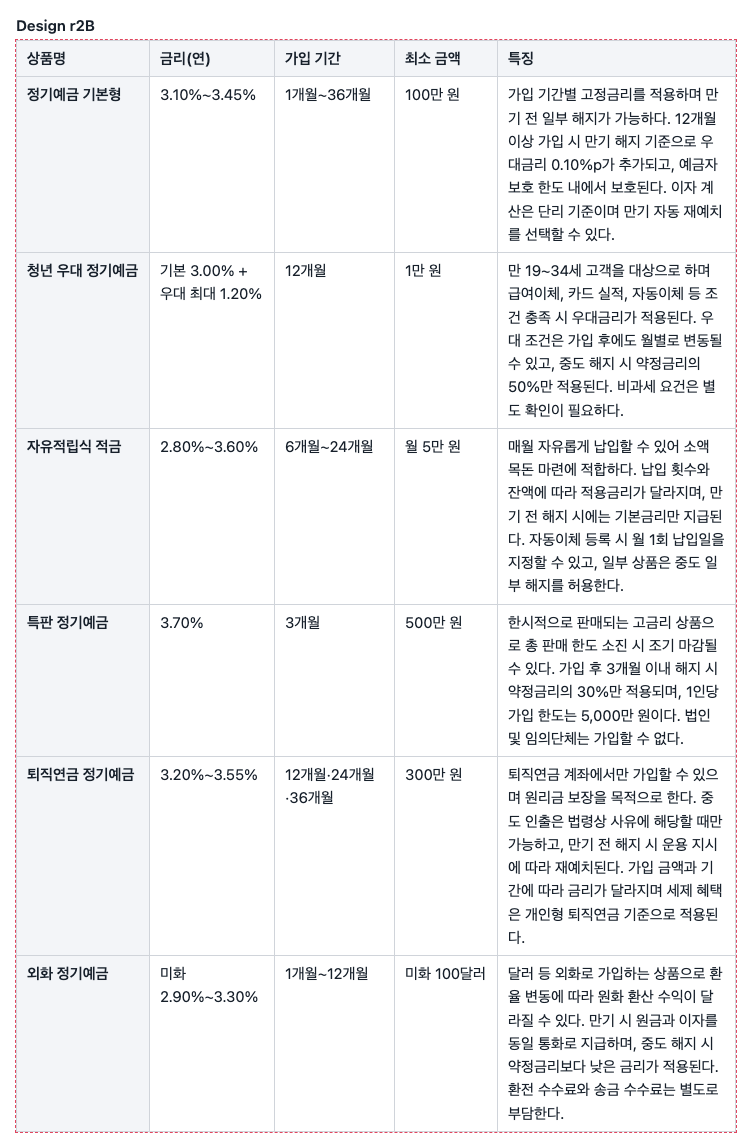 Design r2B
상품명 금리(연) 가입 기간 최소 금액 특징
정기예금 기본형 3.10%~3.45% 1개월~36개월 100만 원 가입 기간별 고정금리를 적용하며 만
기 전 일부 해지가 가능하다. 12개월
이상 가입 시 만기 해지 기준으로 우
대금리 0.10%p가 추가되고, 예금자
보호 한도 내에서 보호된다. 이자 계
산은 단리 기준이며 만기 자동 재예치
를 선택할 수 있다.
청년 우대 정기예금 기본 3.00% + 12개월 1만 원 만 19~34세 고객을 대상으로 하며
우대 최대 1.20% 급여이체, 카드 실적, 자동이체 등 조
건 충족 시 우대금리가 적용된다. 우
대 조건은 가입 후에도 월별로 변동될
수 있고, 중도 해지 시 약정금리의
50%만 적용된다. 비과세 요건은 별
도 확인이 필요하다.
자유적립식 적금 2.80%~3.60% 6개월~24개월 월 5만 원 매월 자유롭게 납입할 수 있어 소액
목돈 마련에 적합하다. 납입 횟수와
잔액에 따라 적용금리가 달라지며, 만
기 전 해지 시에는 기본금리만 지급된
다. 자동이체 등록 시 월 1회 납입일을
지정할 수 있고, 일부 상품은 중도 일
부 해지를 허용한다.
특판 정기예금 3.70% 3개월 500만 원 한시적으로 판매되는 고금리 상품으
로 총 판매 한도 소진 시 조기 마감될
수 있다. 가입 후 3개월 이내 해지 시
약정금리의 30%만 적용되며, 1인당
가입 한도는 5,000만 원이다. 법인
및 임의단체는 가입할 수 없다.
퇴직연금 정기예금 3.20%~3.55% 12개월·24개월 300만 원 퇴직연금 계좌에서만 가입할 수 있으
·36개월 며 원리금 보장을 목적으로 한다. 중
도 인출은 법령상 사유에 해당할 때만
가능하고, 만기 전 해지 시 운용 지시
에 따라 재예치된다. 가입 금액과 기
간에 따라 금리가 달라지며 세제 혜택
은 개인형 퇴직연금 기준으로 적용된
다.
외화 정기예금 미화 1개월~12개월 미화 100달러 달러 등 외화로 가입하는 상품으로 환
2.90%~3.30% 율 변동에 따라 원화 환산 수익이 달
라질 수 있다. 만기 시 원금과 이자를
동일 통화로 지급하며, 중도 해지 시
약정금리보다 낮은 금리가 적용된다.
환전 수수료와 송금 수수료는 별도로
부담한다.